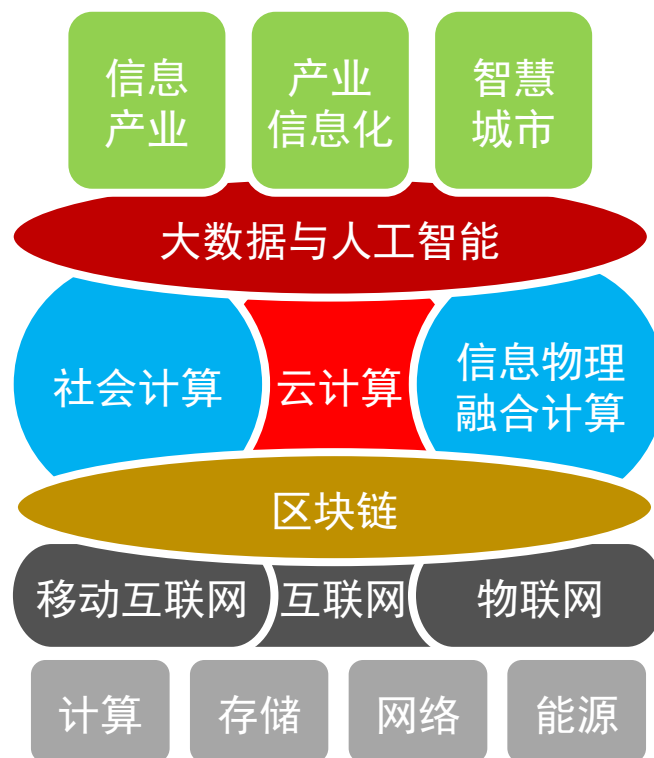 信息
产业
产业
信息化
智慧
城市
大数据与人工智能
社会计算
云计算
信息物理
融合计算
区块链
移动互联网
互联网
物联网
计算
存储
网络
能源